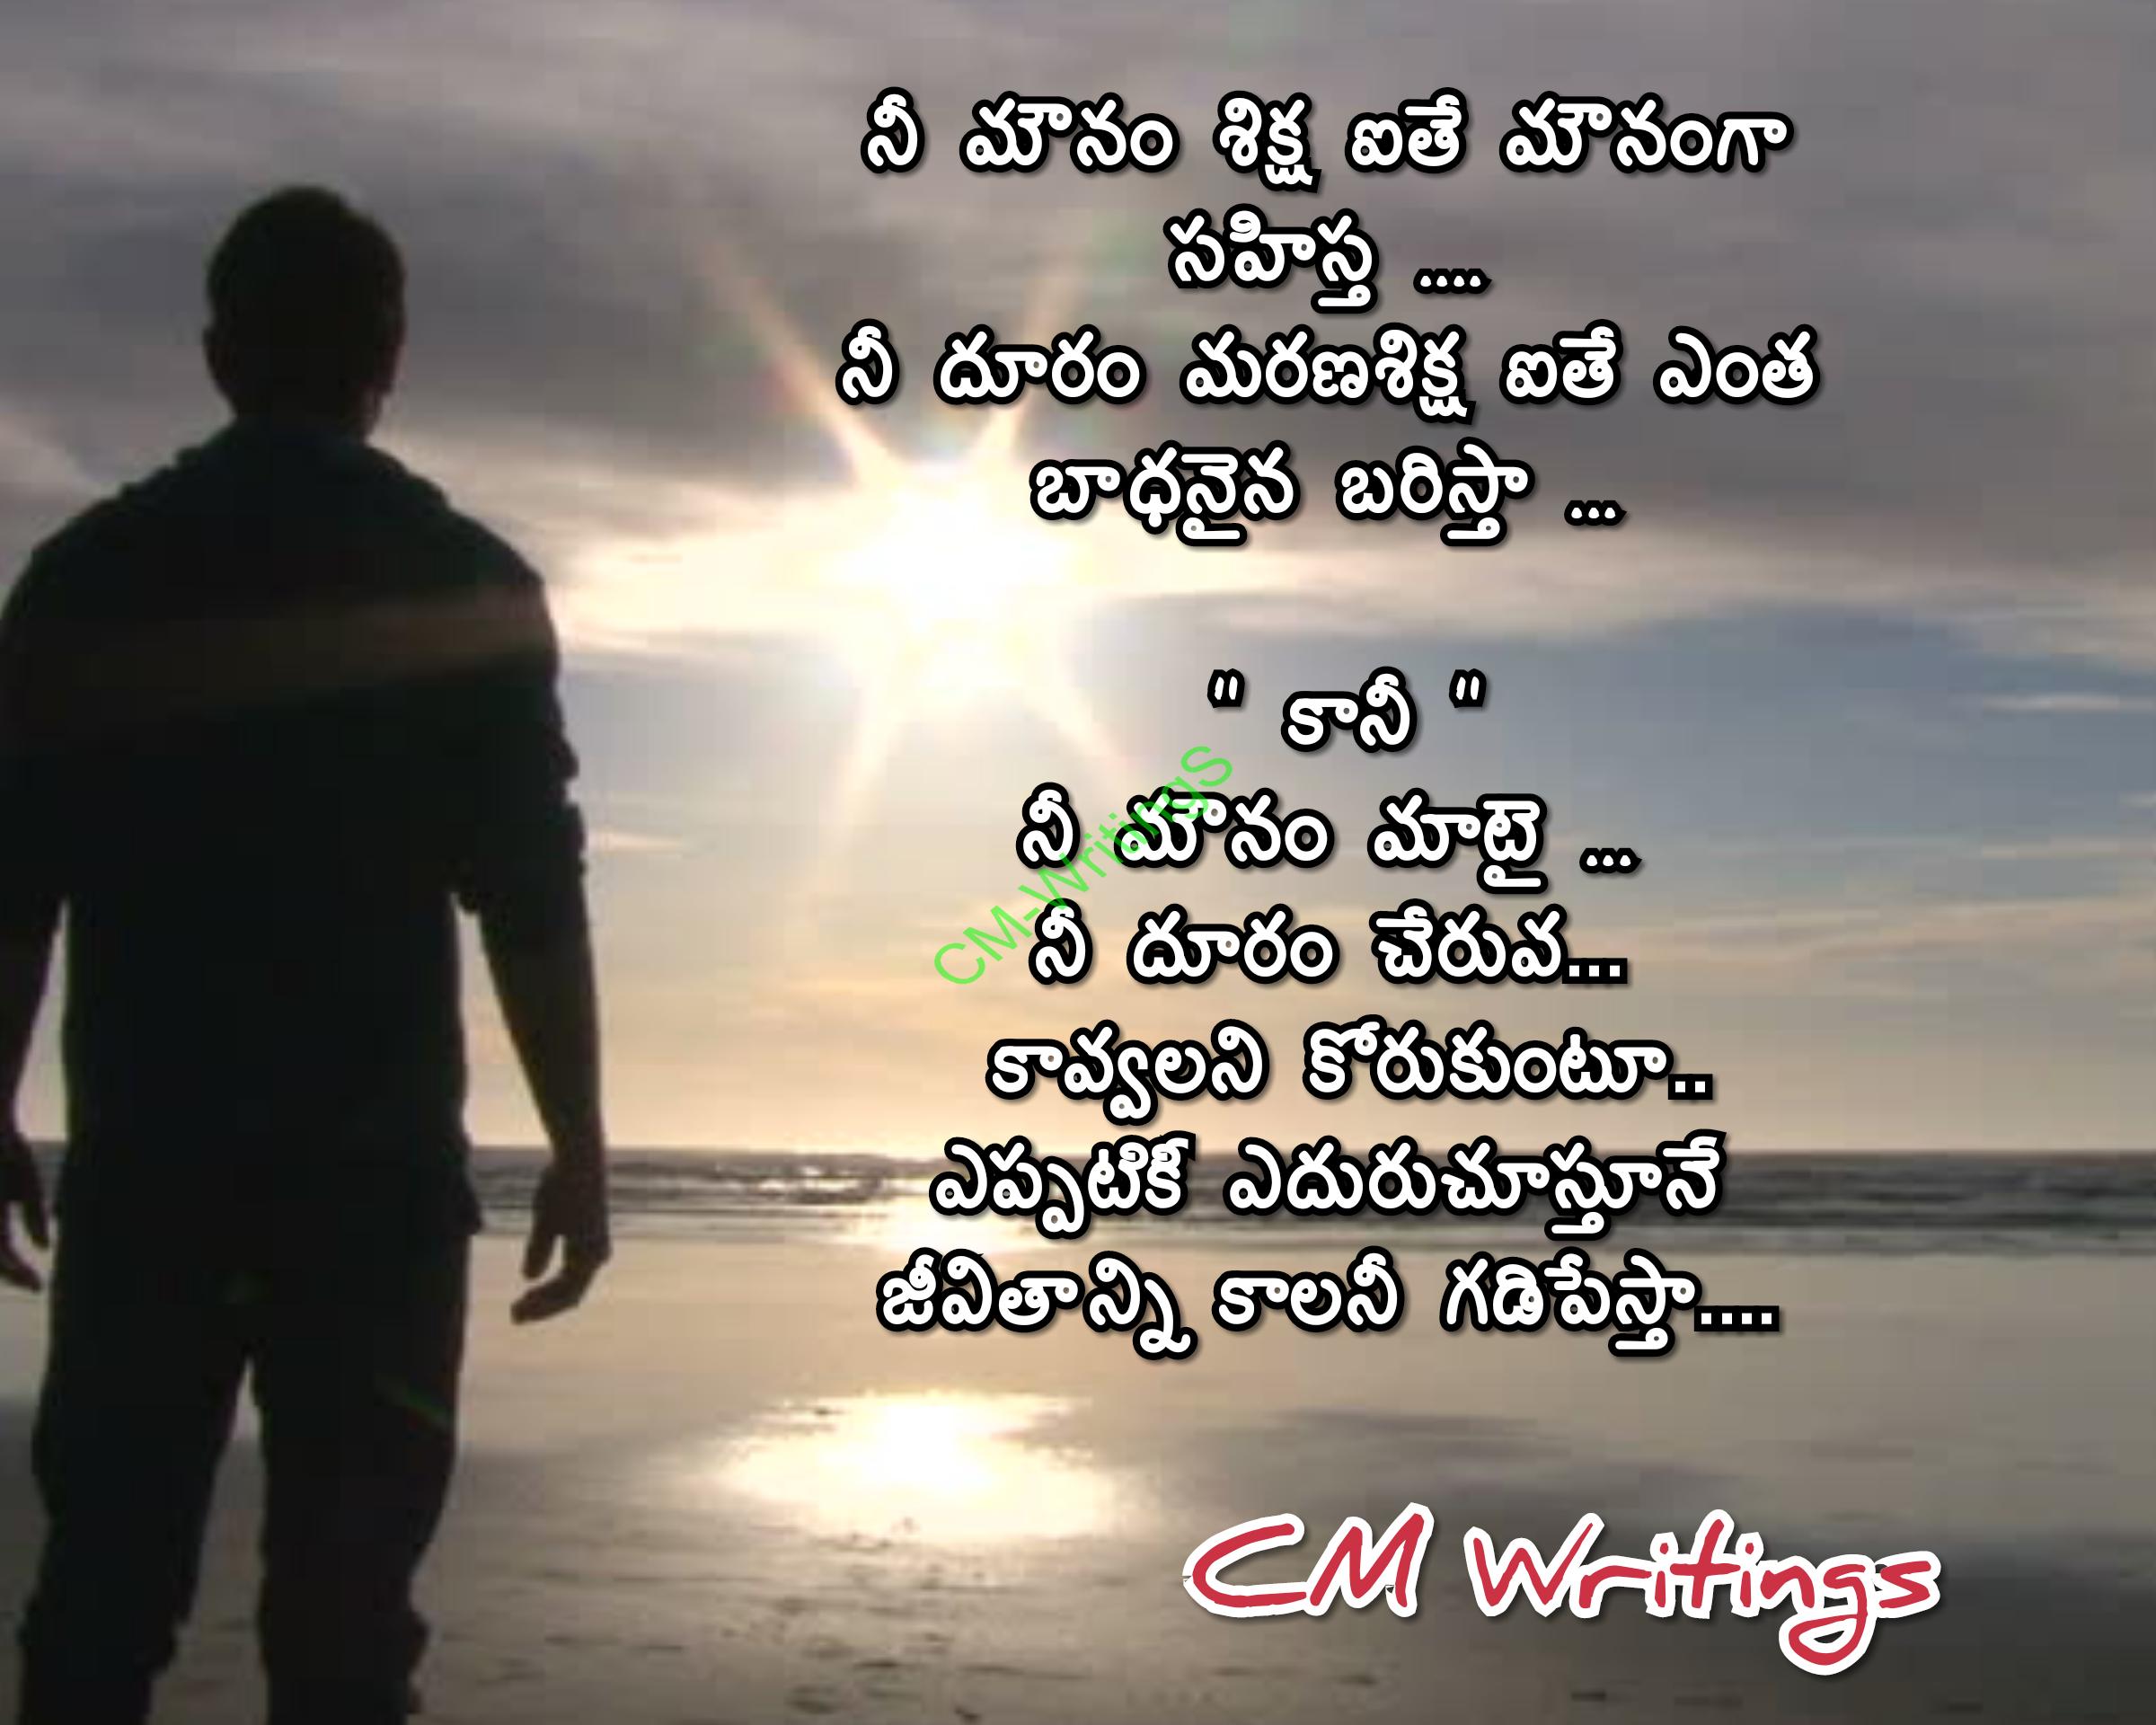 నీ మౌనం శిక్ష ఐతే మౌనంగా
సహిస్త ....
నీ దూరం మరణశిక్ష ఐతే ఎంత
బాధనైన బరిస్తా ...
" కానీ "
నీ మౌనం మాటై ...
నీ దూరం చేరువ...
కావ్వలని కోరుకుంటూ..
ఎప్పటికీ ఎదురుచూస్తూనే
జీవితాన్ని కాలనీ గడిపేస్తా....
CM-WritingS
CM Writings